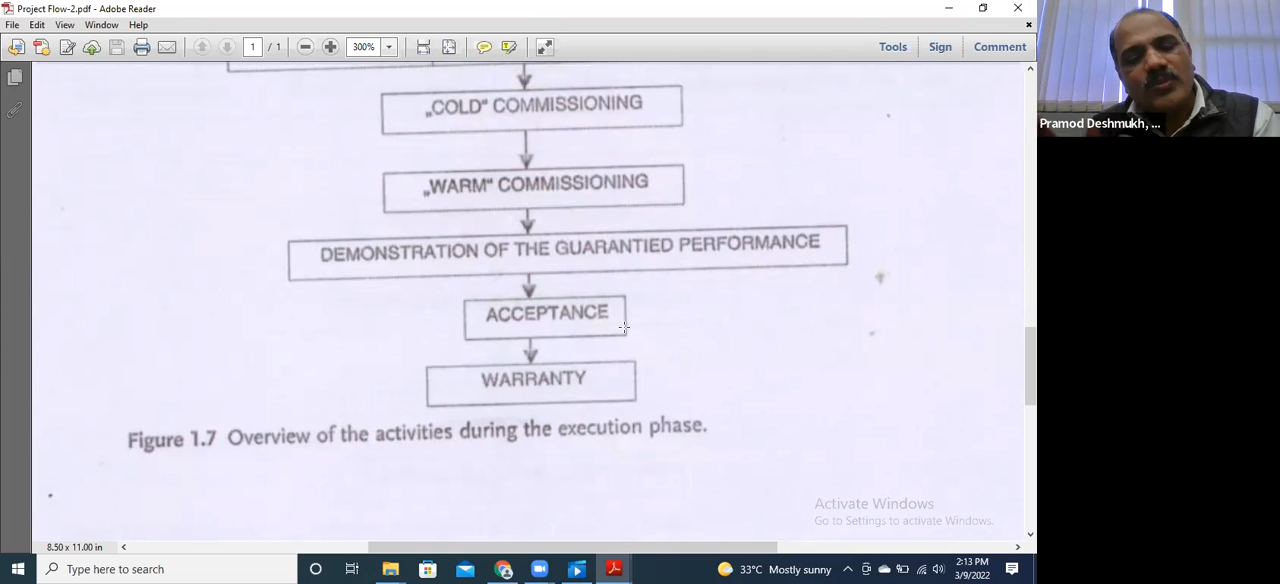 Project Flow-2.pdf - Adobe Reader
File Edit View Window Help
1 / 1 300% Tools Sign Comment
Pramod Deshmukh, ...
„COLD“ COMMISSIONING
„WARM“ COMMISSIONING
DEMONSTRATION OF THE GUARANTIED PERFORMANCE
ACCEPTANCE
WARRANTY
Figure 1.7 Overview of the activities during the execution phase.
Activate Windows
Go to Settings to activate Windows.
8.50 x 11.00 in
Type here to search
33°C Mostly sunny
2:13 PM
3/9/2022